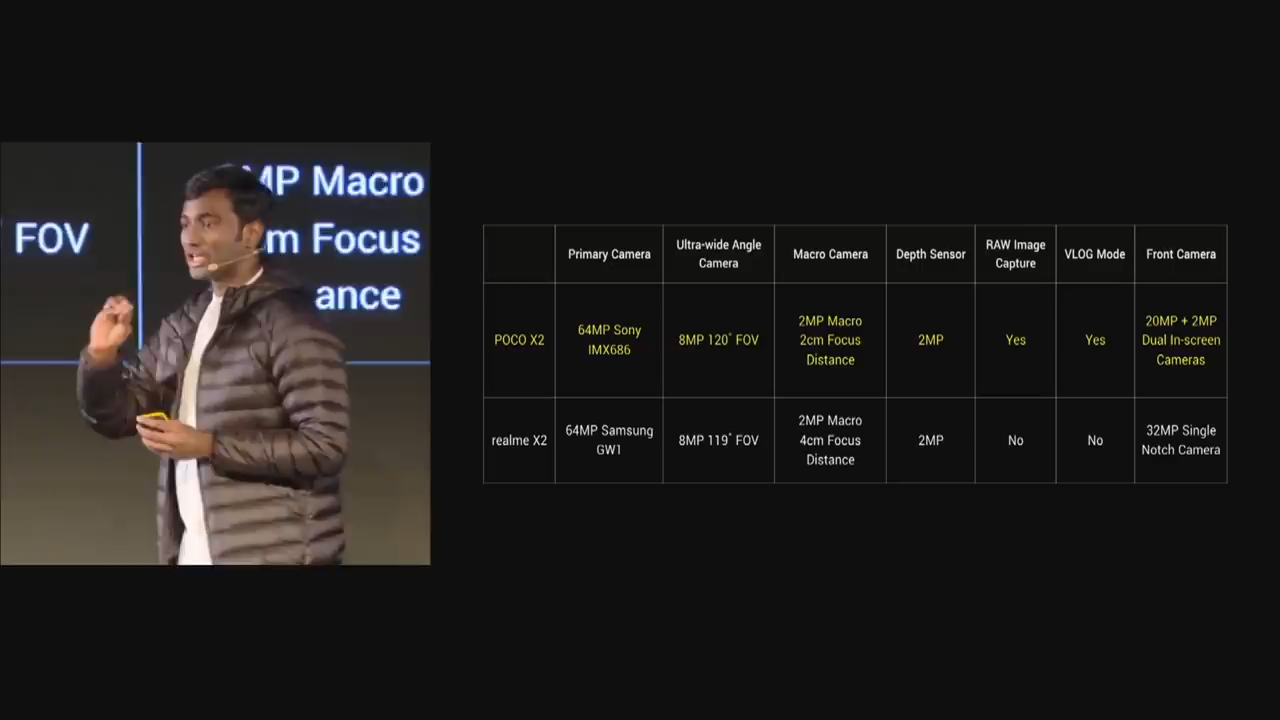 MP Macro
FOV
m Focus
ance
Primary Camera
Ultra-wide Angle
Camera
Macro Camera
Depth Sensor
RAW Image
Capture
VLOG Mode
Front Camera
POCO X2
64MP Sony
IMX686
8MP 120° FOV
2MP Macro
2cm Focus
Distance
2MP
Yes
Yes
20MP + 2MP
Dual In-screen
Cameras
realme X2
64MP Samsung
GW1
8MP 119° FOV
2MP Macro
4cm Focus
Distance
2MP
No
No
32MP Single
Notch Camera